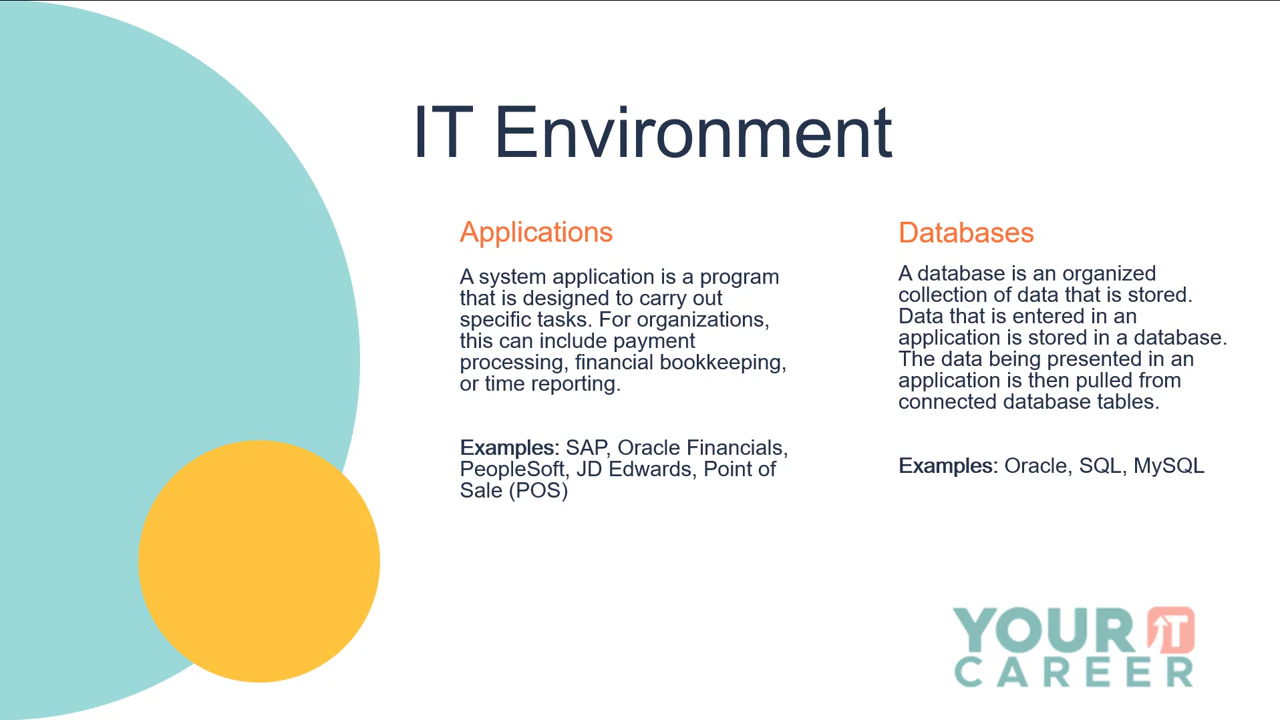 IT Environment
Applications
A system application is a program
that is designed to carry out
specific tasks. For organizations,
this can include payment
processing, financial bookkeeping,
or time reporting.
Examples: SAP, Oracle Financials,
PeopleSoft, JD Edwards, Point of
Sale (POS)
Databases
A database is an organized
collection of data that is stored.
Data that is entered in an
application is stored in a database.
The data being presented in an
application is then pulled from
connected database tables.
Examples: Oracle, SQL, MySQL
YOUR IT
CAREER